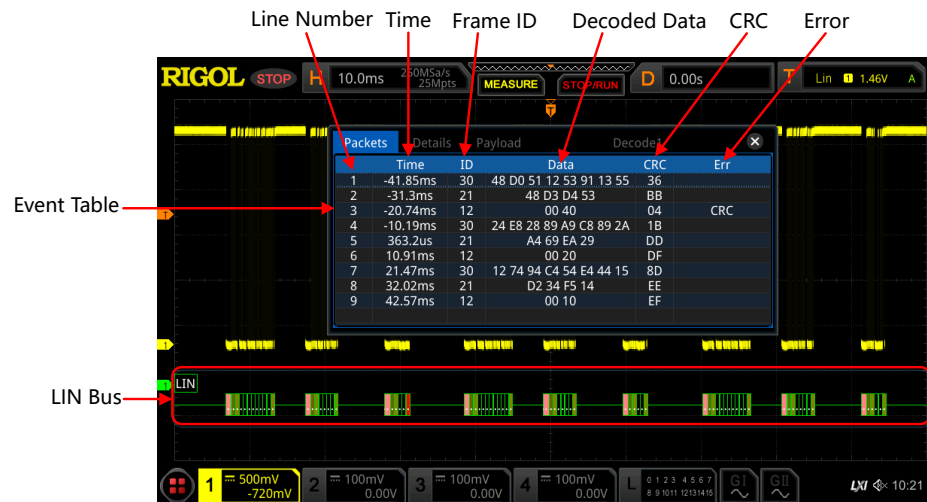 Line Number Time Frame ID Decoded Data CRC Error
RIGOL STOP H 10.0ms 250MSa/s 25Mpts MEASURE STOP/RUN D 0.00s T Lin 1 1.46V A
T
Packets Details Payload Decode1 X
Time ID Data CRC Err
1 -41.85ms 30 48 D0 51 12 53 91 13 55 36
2 -31.3ms 21 48 D3 D4 53 BB
3 -20.74ms 12 00 40 04 CRC
4 -10.19ms 30 24 E8 28 89 A9 C8 89 2A 1B
5 363.2us 21 A4 69 EA 29 DD
6 10.91ms 12 00 20 DF
7 21.47ms 30 12 74 94 C4 54 E4 44 15 8D
8 32.02ms 21 D2 34 F5 14 EE
9 42.57ms 12 00 10 EF
Event Table
T
1
1 LIN
LIN Bus
1 500mV -720mV 2 100mV 0.00V 3 100mV 0.00V 4 100mV 0.00V L 0 1 2 3 4 5 6 7 8 9 10 11 12 13 14 15 GI GII LXI 10:21